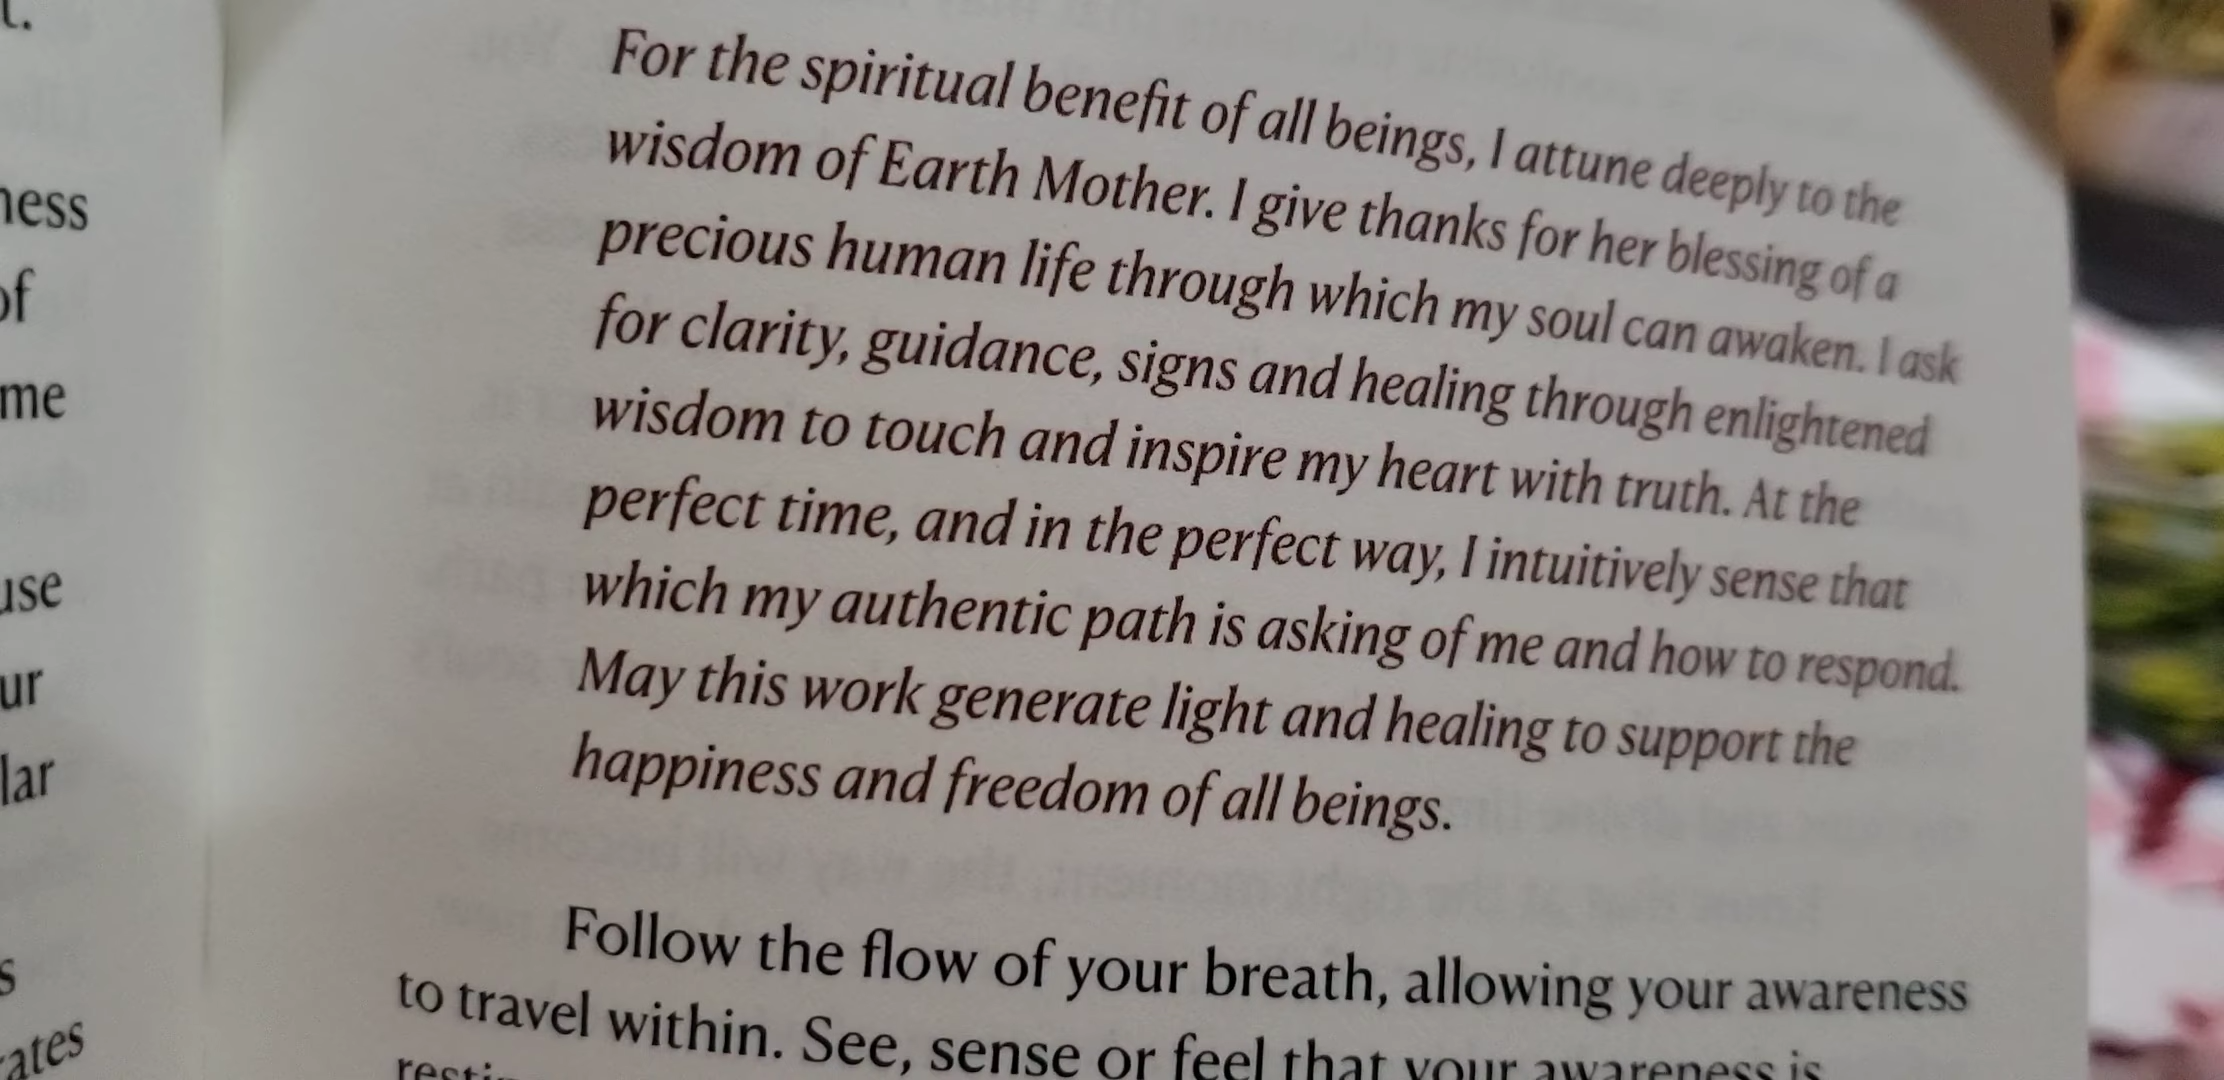 For the spiritual benefit of all beings, I attune deeply to the
wisdom of Earth Mother. I give thanks for her blessing of a
precious human life through which my soul can awaken. I ask
for clarity, guidance, signs and healing through enlightened
wisdom to touch and inspire my heart with truth. At the
perfect time, and in the perfect way, I intuitively sense that
which my authentic path is asking of me and how to respond.
May this work generate light and healing to support the
happiness and freedom of all beings.
Follow the flow of your breath, allowing your awareness
to travel within. See, sense or feel that your awareness is